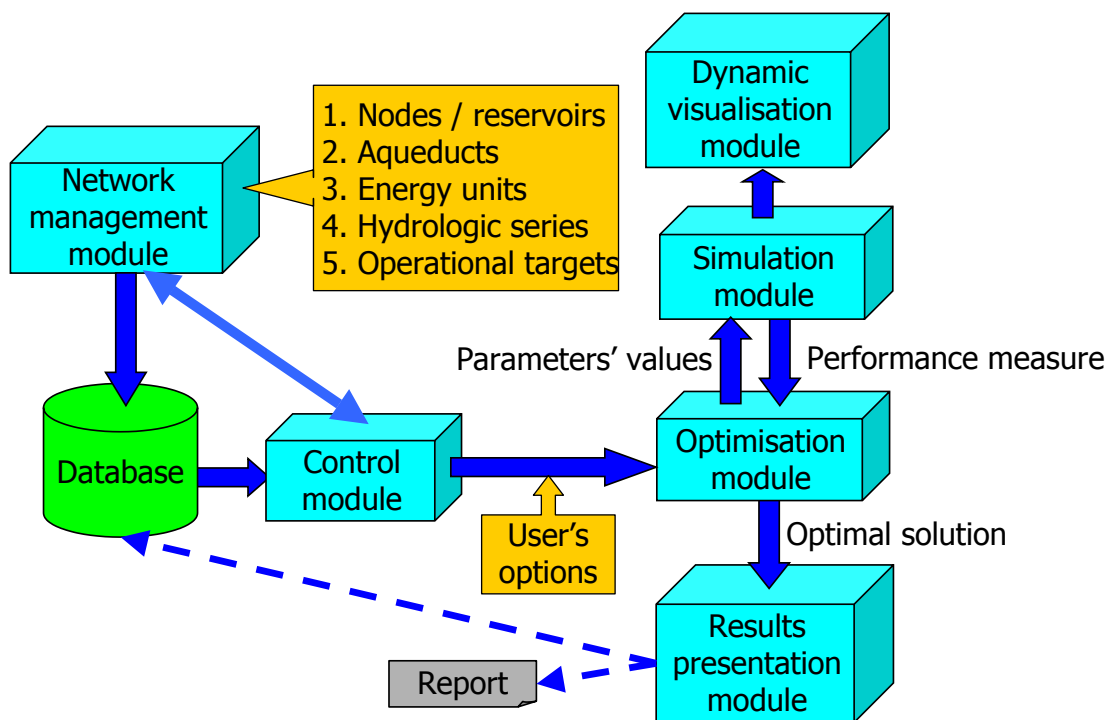 Dynamic
visualisation
module
1. Nodes / reservoirs
2. Aqueducts
3. Energy units
4. Hydrologic series
5. Operational targets
Network
management
module
Simulation
module
Parameters’ values
Performance measure
Database
Control
module
Optimisation
module
User’s
options
Optimal solution
Results
presentation
module
Report